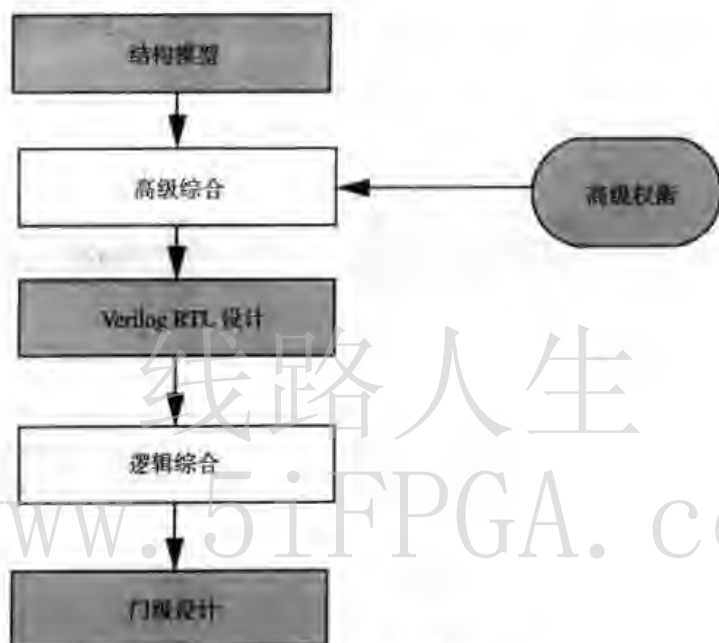 结构模型
高级综合
高级权衡
Verilog RTL 设计
线路人生
逻辑综合
ww.5iFPGA.co
门级设计